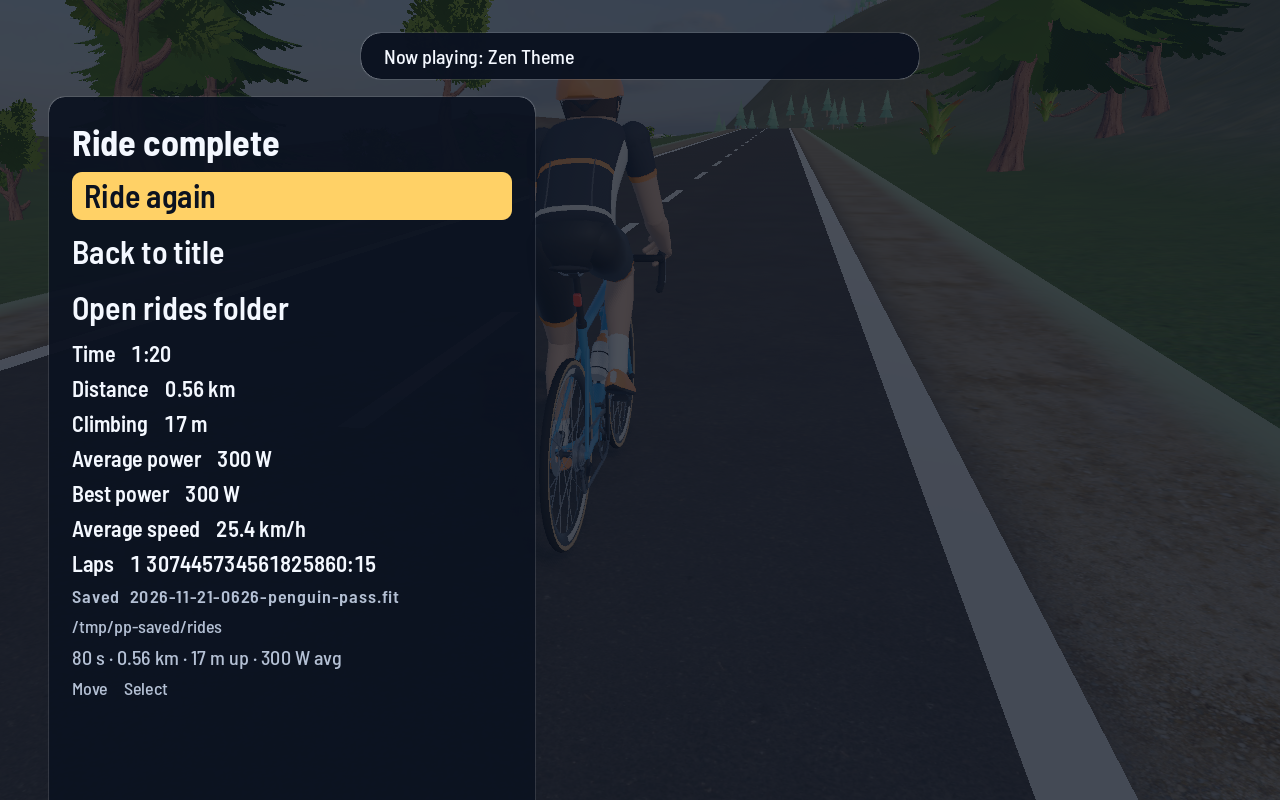 Now playing: Zen Theme
Ride complete
Ride again
Back to title
Open rides folder
Time 1:20
Distance 0.56 km
Climbing 17 m
Average power 300 W
Best power 300 W
Average speed 25.4 km/h
Laps 1 307445734561825860:15
Saved 2026-11-21-0626-penguin-pass.fit
/tmp/pp-saved/rides
80 s · 0.56 km · 17 m up · 300 W avg
Move Select